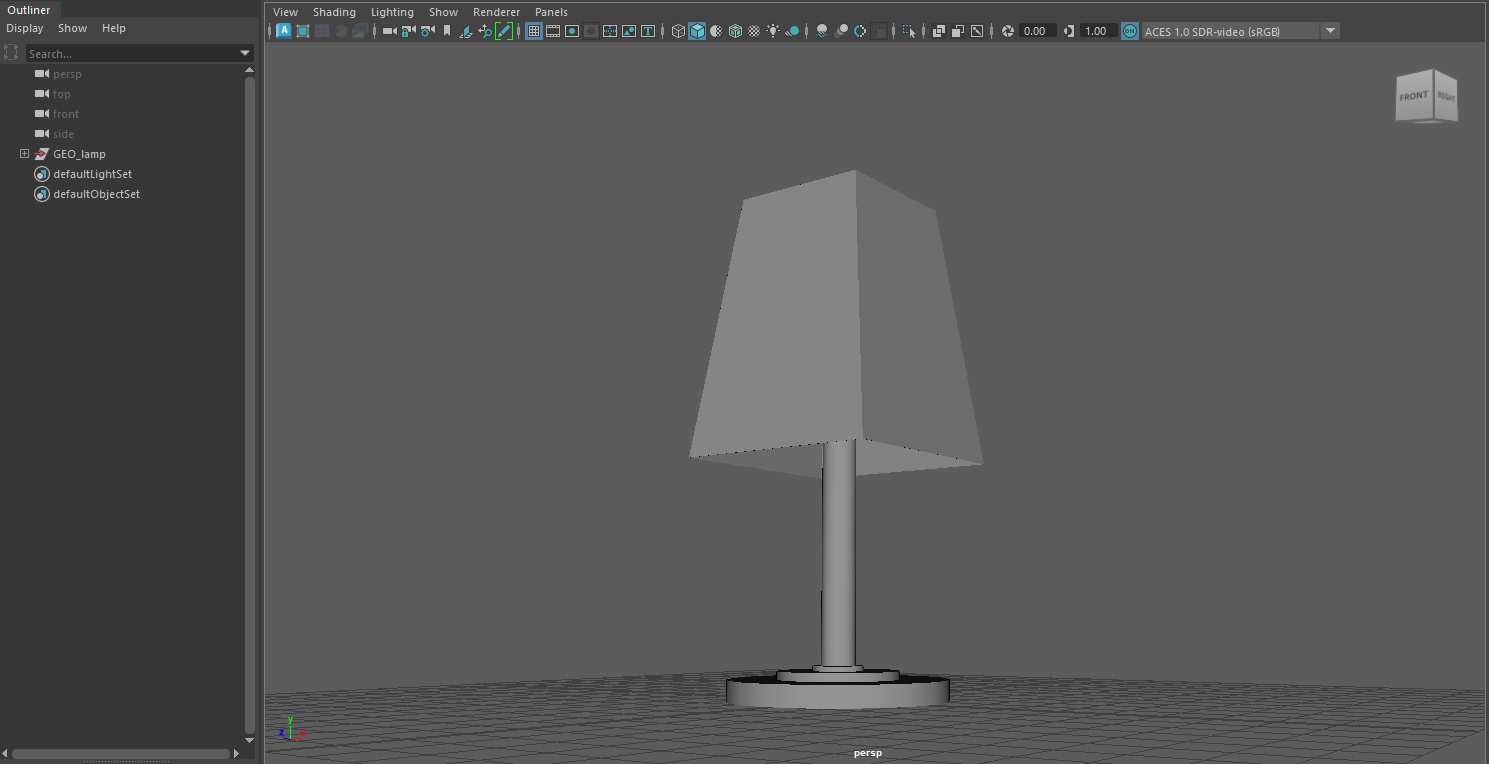 Outliner
Display Show Help
Search...
persp
top
front
side
GEO_lamp
defaultLightSet
defaultObjectSet
View Shading Lighting Show Renderer Panels
A T 0.00 1.00 ON ACES 1.0 SDR-video (sRGB)
FRONT RIGHT
y
z x
persp